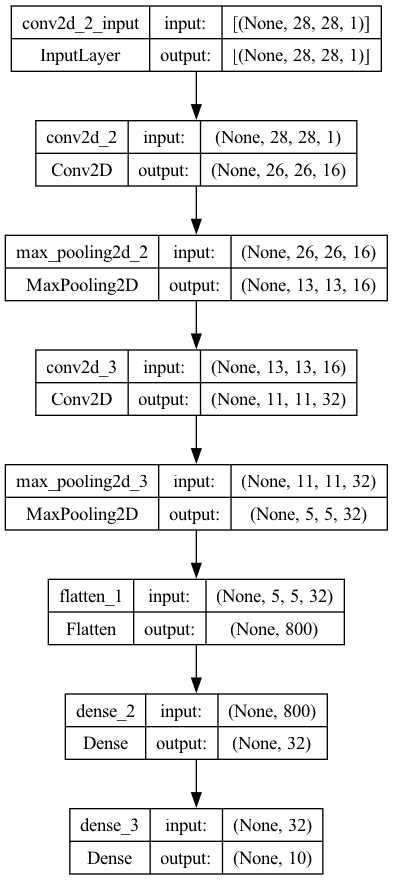 conv2d_2_input input: [(None, 28, 28, 1)]
InputLayer output: [(None, 28, 28, 1)]
conv2d_2 input: (None, 28, 28, 1)
Conv2D output: (None, 26, 26, 16)
max_pooling2d_2 input: (None, 26, 26, 16)
MaxPooling2D output: (None, 13, 13, 16)
conv2d_3 input: (None, 13, 13, 16)
Conv2D output: (None, 11, 11, 32)
max_pooling2d_3 input: (None, 11, 11, 32)
MaxPooling2D output: (None, 5, 5, 32)
flatten_1 input: (None, 5, 5, 32)
Flatten output: (None, 800)
dense_2 input: (None, 800)
Dense output: (None, 32)
dense_3 input: (None, 32)
Dense output: (None, 10)